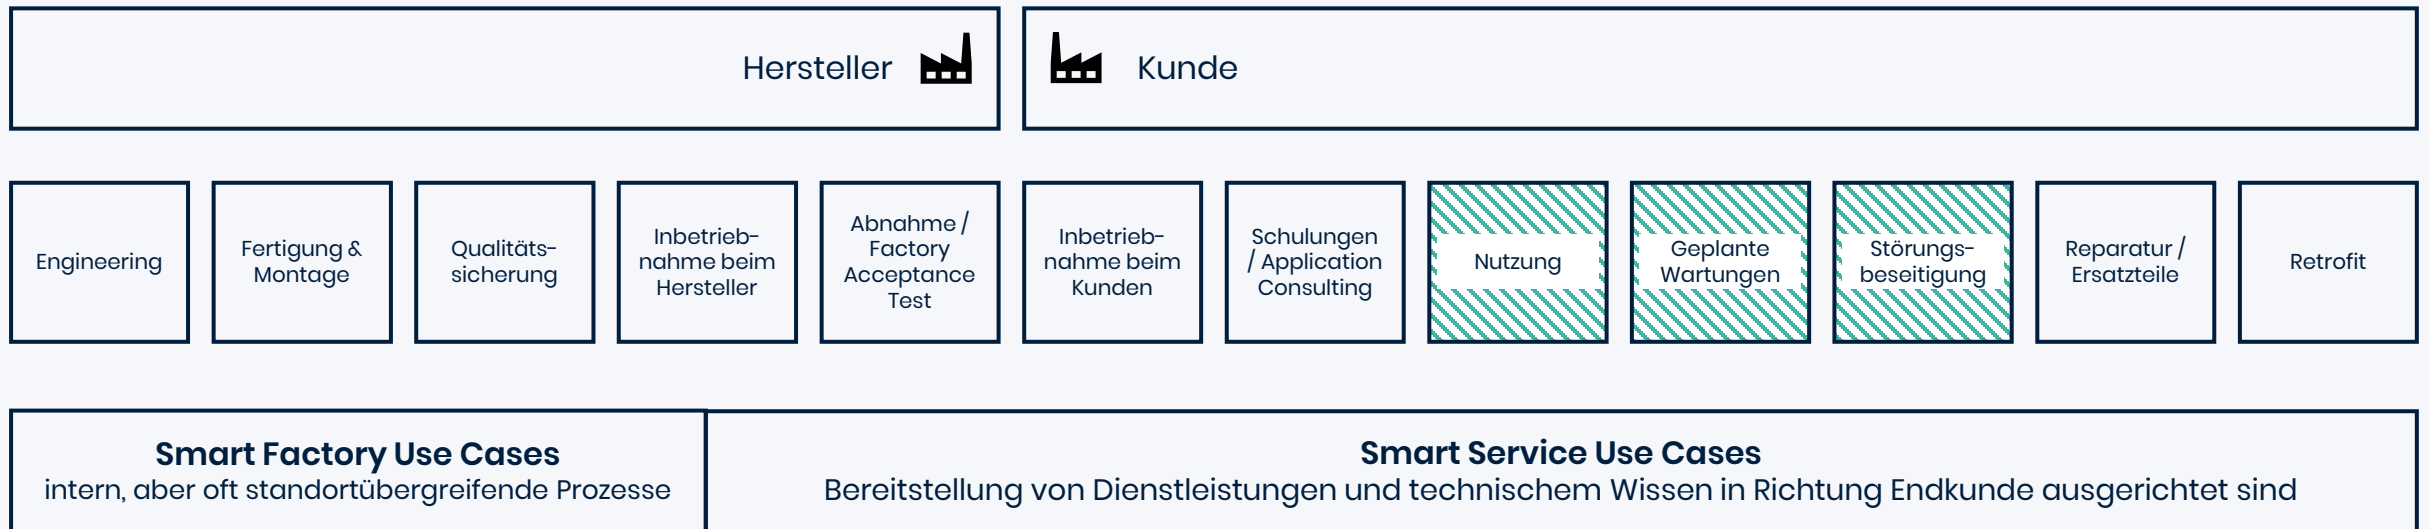 Hersteller
Kunde
Engineering
Fertigung &
Montage
Qualitäts-
sicherung
Inbetrieb-
nahme beim
Hersteller
Abnahme /
Factory
Acceptance
Test
Inbetrieb-
nahme beim
Kunden
Schulungen
/ Application
Consulting
Nutzung
Geplante
Wartungen
Störungs-
beseitigung
Reparatur /
Ersatzteile
Retrofit
Smart Factory Use Cases
intern, aber oft standortübergreifende Prozesse
Smart Service Use Cases
Bereitstellung von Dienstleistungen und technischem Wissen in Richtung Endkunde ausgerichtet sind